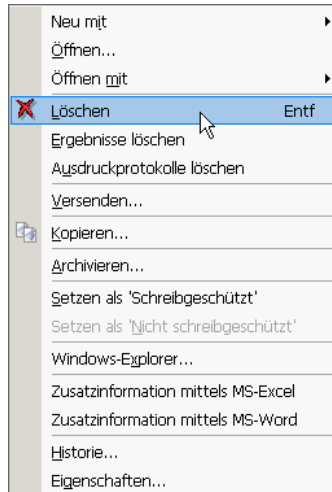 Neu mit
Öffnen...
Öffnen mit
Löschen Entf
Ergebnisse löschen
Ausdruckprotokolle löschen
Versenden...
Kopieren...
Archivieren...
Setzen als 'Schreibgeschützt'
Setzen als 'Nicht schreibgeschützt'
Windows-Explorer...
Zusatzinformation mittels MS-Excel
Zusatzinformation mittels MS-Word
Historie...
Eigenschaften...